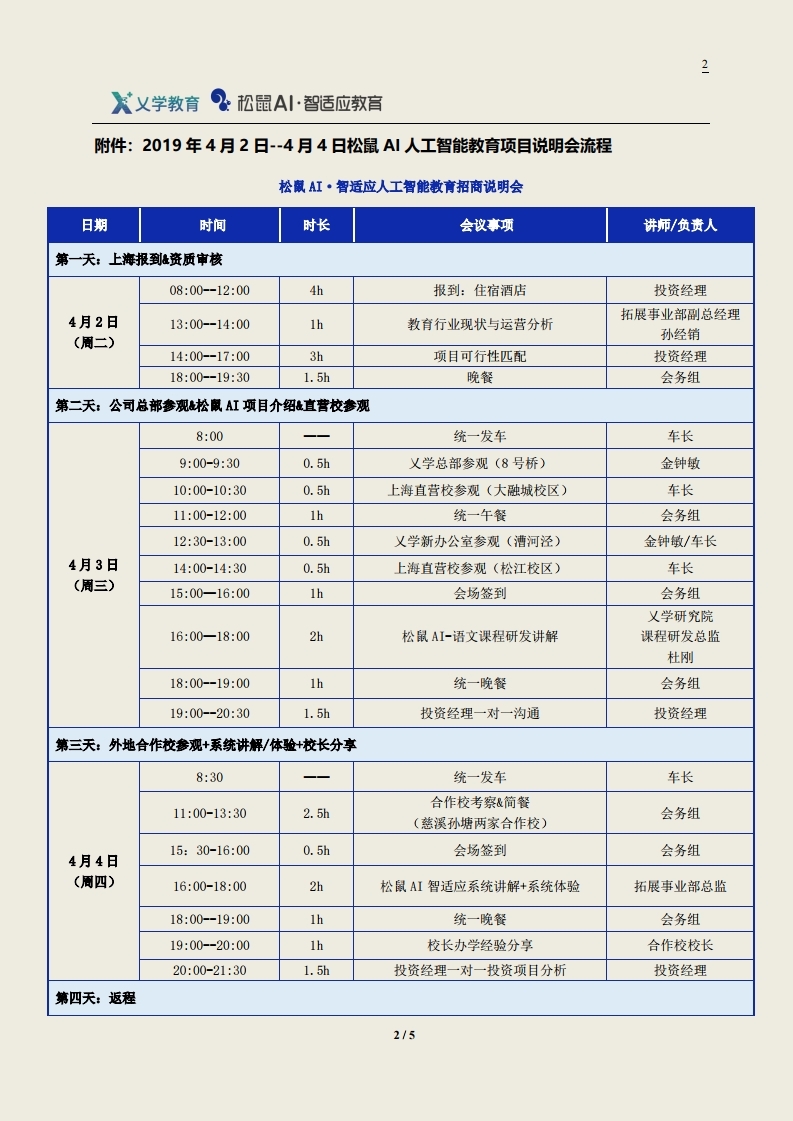 2
乂学教育 松鼠AI·智适应教育
附件：2019年4月2日--4月4日松鼠AI人工智能教育项目说明会流程
松鼠AI·智适应人工智能教育招商说明会
日期 时间 时长 会议事项 讲师/负责人
第一天：上海报到&资质审核
4月2日
（周二）
08:00--12:00 4h 报到：住宿酒店 投资经理
13:00--14:00 1h 教育行业现状与运营分析 拓展事业部副总经理
孙经销
14:00--17:00 3h 项目可行性匹配 投资经理
18:00--19:30 1.5h 晚餐 会务组
第二天：公司总部参观&松鼠AI项目介绍&直营校参观
4月3日
（周三）
8:00 —— 统一发车 车长
9:00-9:30 0.5h 乂学总部参观（8号桥） 金钟敏
10:00-10:30 0.5h 上海直营校参观（大融城校区） 车长
11:00-12:00 1h 统一午餐 会务组
12:30-13:00 0.5h 乂学新办公室参观（漕河泾） 金钟敏/车长
14:00-14:30 0.5h 上海直营校参观（松江校区） 车长
15:00--16:00 1h 会场签到 会务组
16:00--18:00 2h 松鼠AI-语文课程研发讲解 乂学研究院
课程研发总监
杜刚
18:00--19:00 1h 统一晚餐 会务组
19:00--20:30 1.5h 投资经理一对一沟通 投资经理
第三天：外地合作校参观+系统讲解/体验+校长分享
4月4日
（周四）
8:30 —— 统一发车 车长
11:00-13:30 2.5h 合作校考察&简餐
（慈溪孙塘两家合作校） 会务组
15：30-16:00 0.5h 会场签到 会务组
16:00-18:00 2h 松鼠AI智适应系统讲解+系统体验 拓展事业部总监
18:00--19:00 1h 统一晚餐 会务组
19:00--20:00 1h 校长办学经验分享 合作校校长
20:00-21:30 1.5h 投资经理一对一投资项目分析 投资经理
第四天：返程
2 / 5